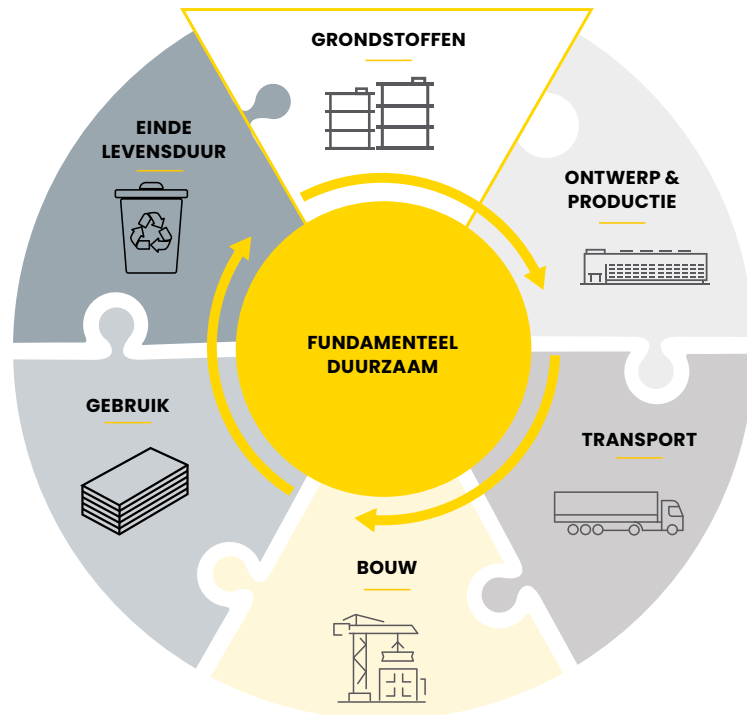 GRONDSTOFFEN
ONTWERP &
PRODUCTIE
TRANSPORT
BOUW
GEBRUIK
EINDE
LEVENSDUUR
FUNDAMENTEEL
DUURZAAM